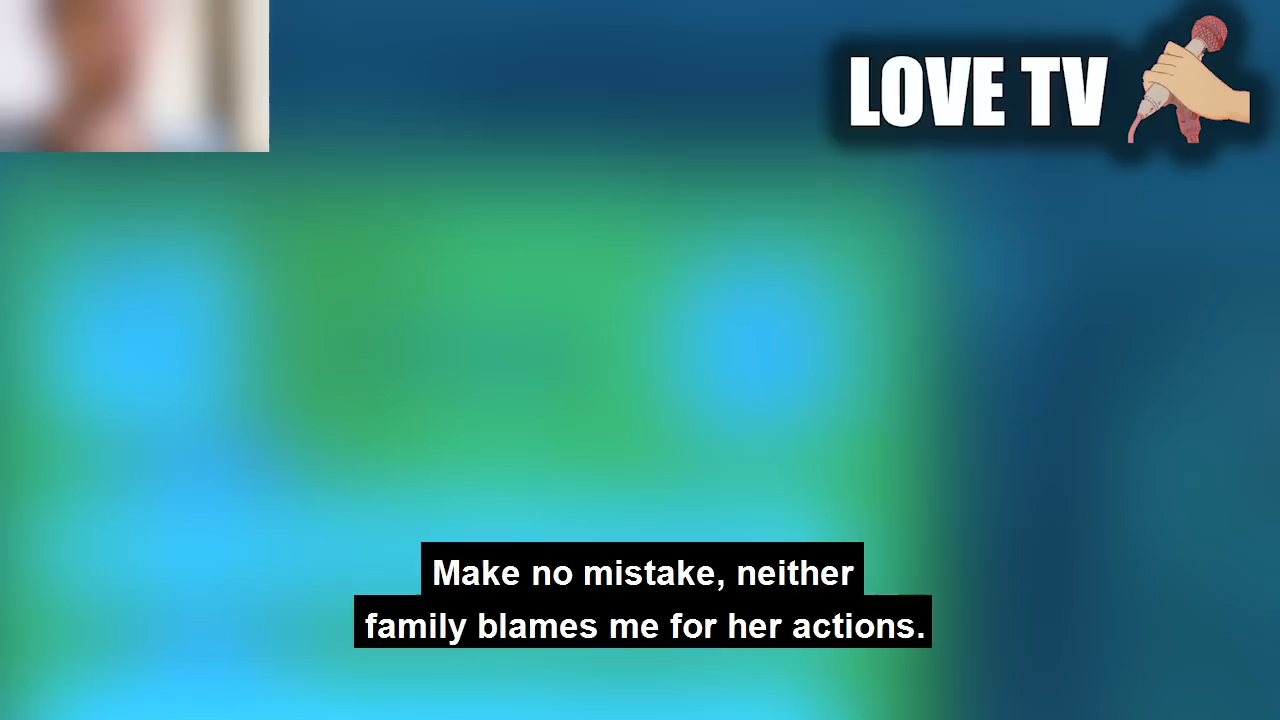 LOVE TV
Make no mistake, neither
family blames me for her actions.